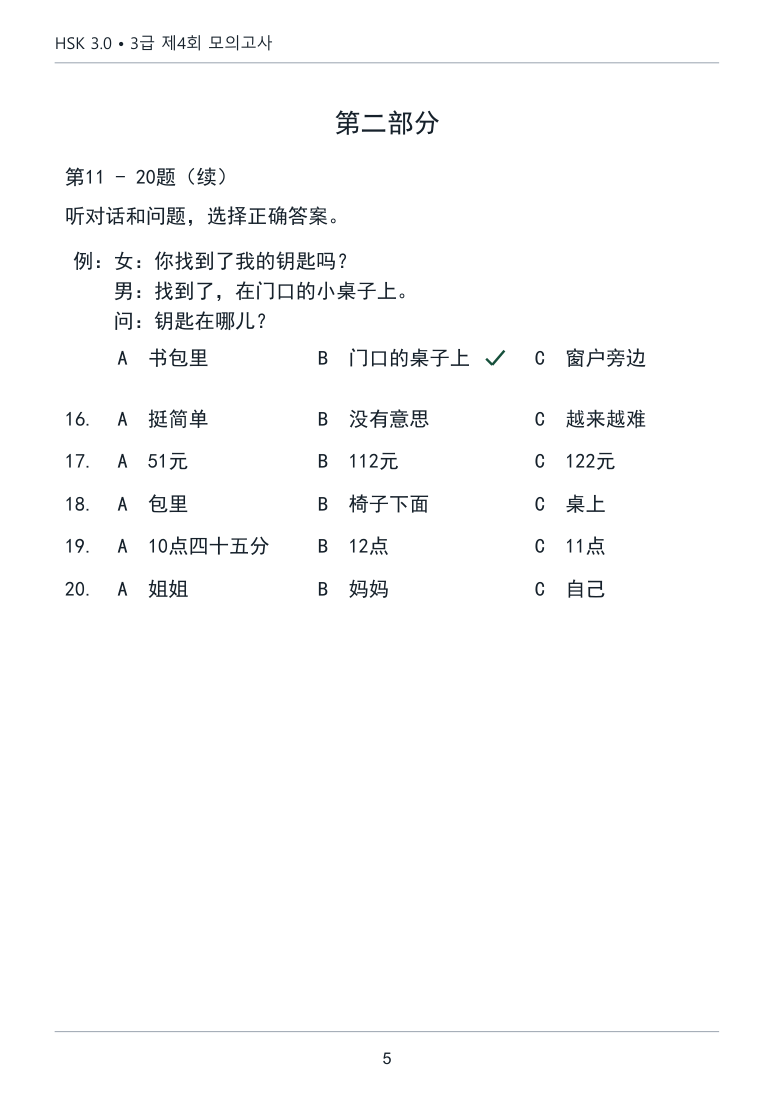 HSK 3.0 • 3급 제4회 모의고사
第二部分
第11 － 20题（续）
听对话和问题，选择正确答案。
例：女：你找到了我的钥匙吗？
男：找到了，在门口的小桌子上。
问：钥匙在哪儿？
A 书包里 B 门口的桌子上 ✓ C 窗户旁边
16. A 挺简单 B 没有意思 C 越来越难
17. A 51元 B 112元 C 122元
18. A 包里 B 椅子下面 C 桌上
19. A 10点四十五分 B 12点 C 11点
20. A 姐姐 B 妈妈 C 自己
5